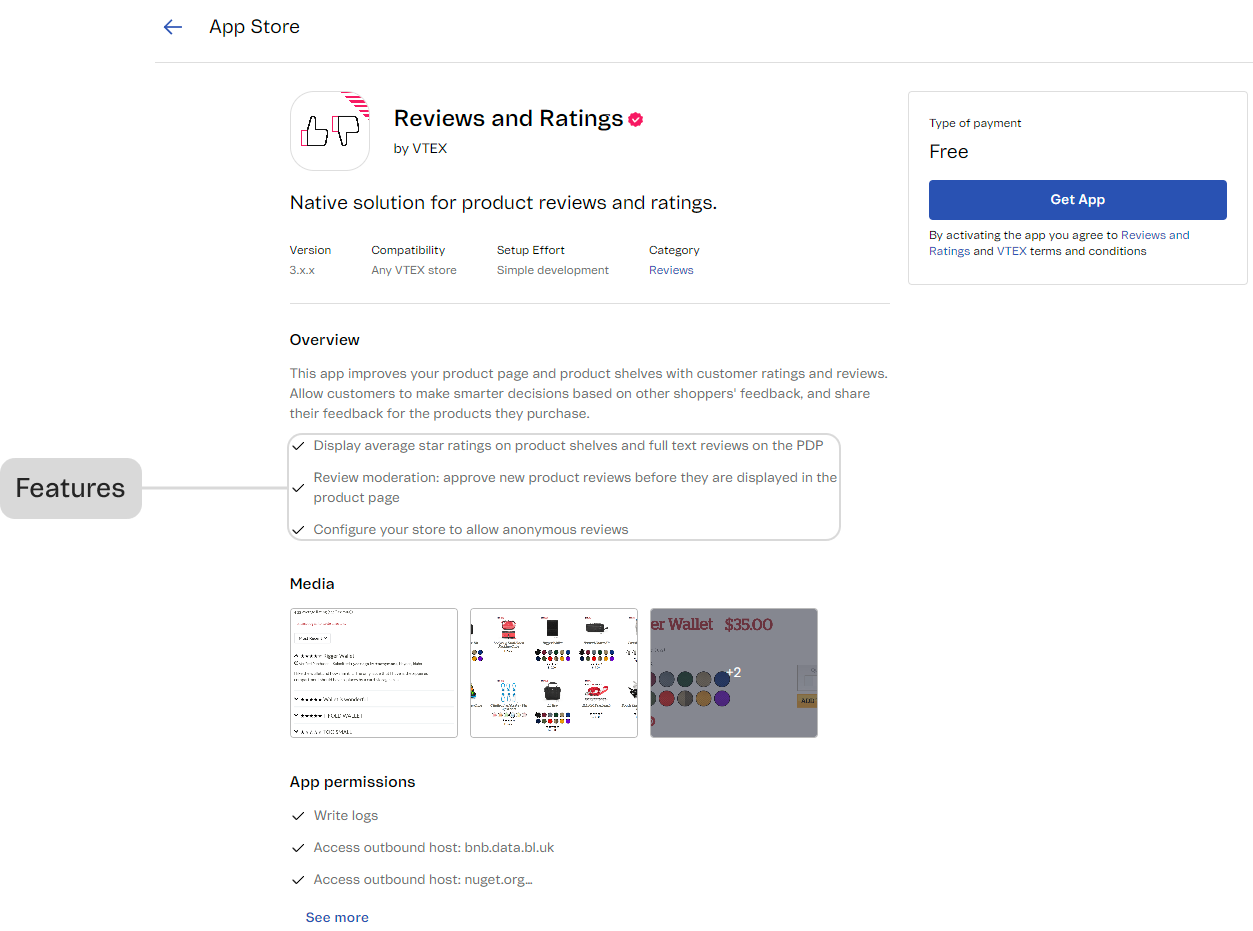 App Store
Reviews and Ratings
by VTEX
Native solution for product reviews and ratings.
Version
3.x.x
Compatibility
Any VTEX store
Setup Effort
Simple development
Category
Reviews
Type of payment
Free
Get App
By activating the app you agree to Reviews and
Ratings and VTEX terms and conditions
Overview
This app improves your product page and product shelves with customer ratings and reviews.
Allow customers to make smarter decisions based on other shoppers' feedback, and share
their feedback for the products they purchase.
Features
Display average star ratings on product shelves and full text reviews on the PDP
Review moderation: approve new product reviews before they are displayed in the
product page
Configure your store to allow anonymous reviews
Media
Most Recent
TOO SMALL
er Wallet $35.00
+2
ADD
App permissions
Write logs
Access outbound host: bnb.data.bl.uk
Access outbound host: nuget.org...
See more